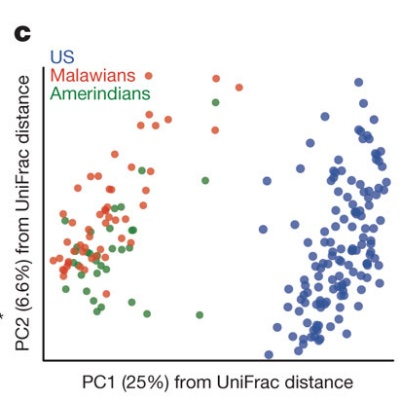 c
US
Malawians
Amerindians
PC2 (6.6%) from UniFrac distance
*
PC1 (25%) from UniFrac distance